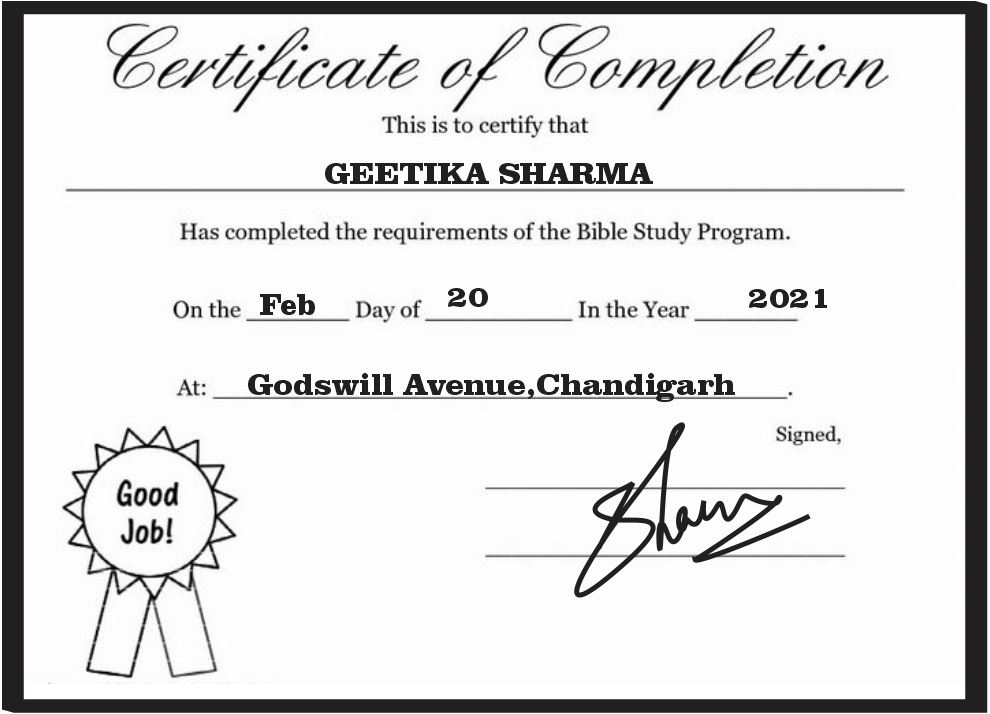 Certificate of Completion
This is to certify that
GEETIKA SHARMA
Has completed the requirements of the Bible Study Program.
On the Feb Day of 20 In the Year 2021
At: Godswill Avenue,Chandigarh.
Signed,
Good
Job!
Sharma